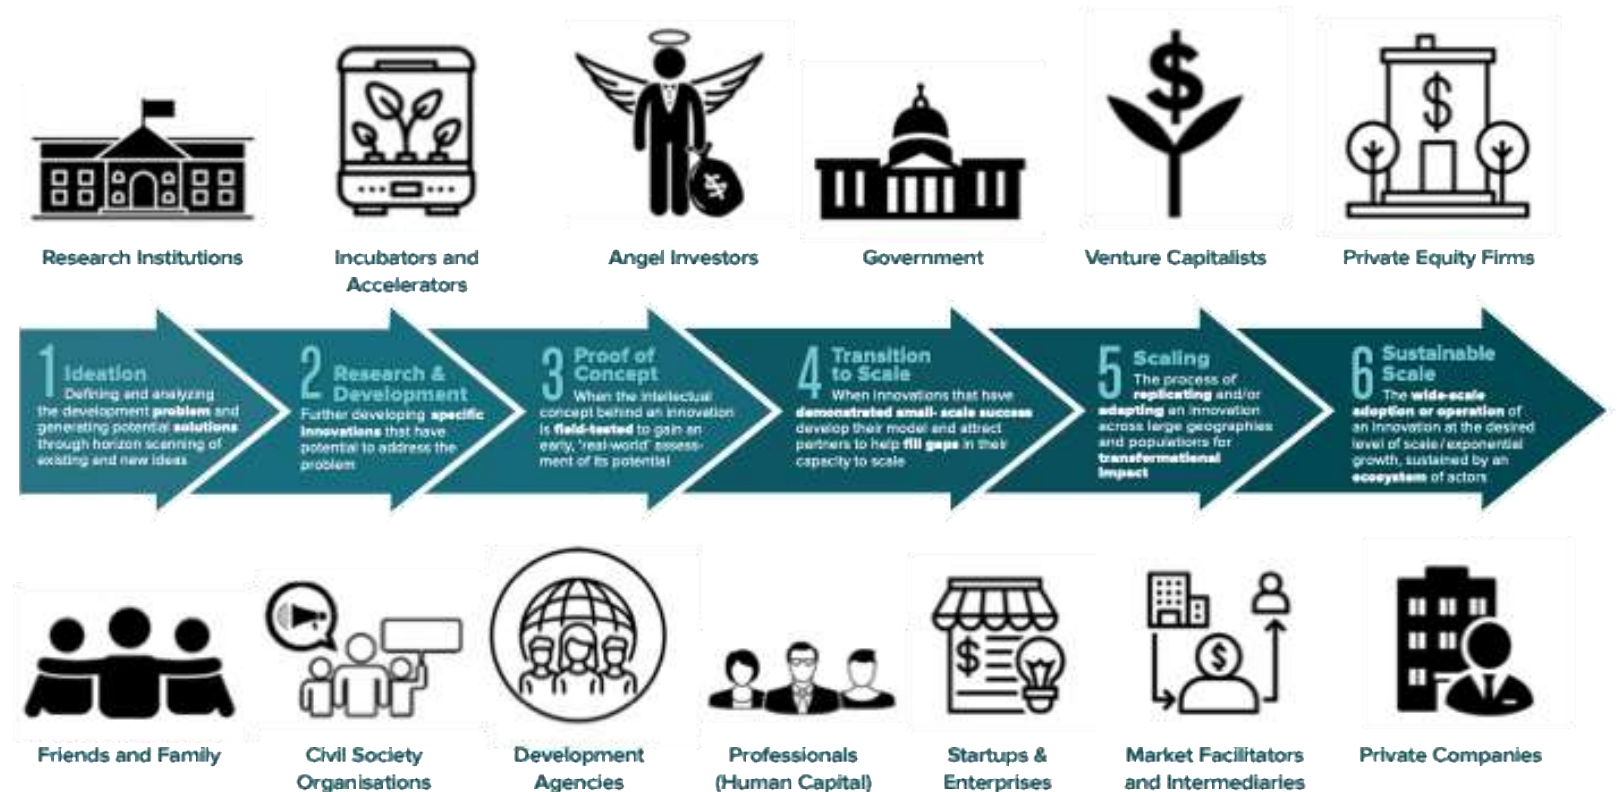 Research Institutions
Incubators and
Accelerators
Angel Investors
Government
Venture Capitalists
Private Equity Firms
1 Ideation
Defining and analyzing
the development problem and
generating potential solutions
through horizon scanning of
existing and new ideas
2 Research &
Development
Further developing specific
innovations that have
potential to address the
problem
3 Proof of
Concept
When the intellectual
concept behind an innovation
is field-tested to gain an
early, 'real-world' assess-
ment of its potential
4 Transition
to Scale
When innovations that have
demonstrated small- scale success
develop their model and attract
partners to help fill gaps in their
capacity to scale
5 Scaling
The process of
replicating and/or
adapting an innovation
across large geographies
and populations for
transformational
impact
6 Sustainable
Scale
The wide-scale
adoption or operation of
an innovation at the desired
level of scale/exponential
growth, sustained by an
ecosystem of actors
Friends and Family
Civil Society
Organisations
Development
Agencies
Professionals
(Human Capital)
Startups &
Enterprises
Market Facilitators
and Intermediaries
Private Companies